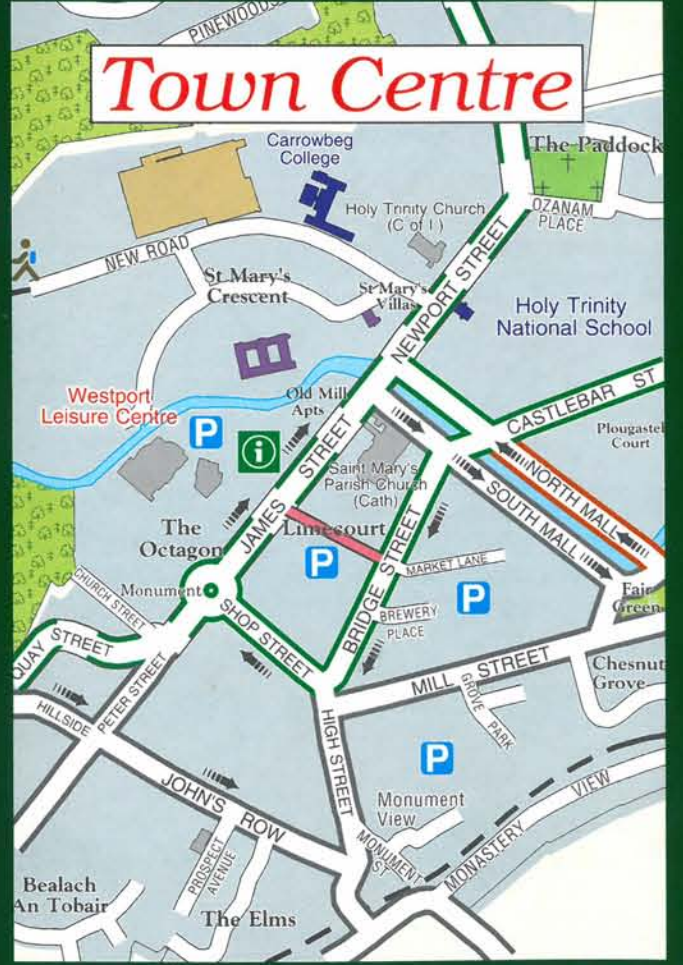 PINEWOODS
Town Centre
Carrowbeg
College
The Paddock
Holy Trinity Church
(C of I)
OZANAM
PLACE
NEW ROAD
St Mary's
Crescent
St Mary's
Villas
NEWPORT STREET
Holy Trinity
National School
Westport
Leisure Centre
P
i
Old Mill
Apts
CASTLEBAR ST
Plougastel
Court
JAMES STREET
Saint Mary's
Parish Church
(Cath)
NORTH MALL
SOUTH MALL
The
Octagon
Limecourt
P
BRIDGE STREET
MARKET LANE
P
BREWERY
PLACE
Fair
Green
Monument
CHURCH STREET
SHOP STREET
QUAY STREET
PETER STREET
HILLSIDE
MILL STREET
Chesnut
Grove
GROVE PARK
HIGH STREET
P
JOHN'S ROW
Monument
View
MONUMENT
ST
MONASTERY VIEW
PROSPECT
AVENUE
Bealach
An Tobair
The Elms